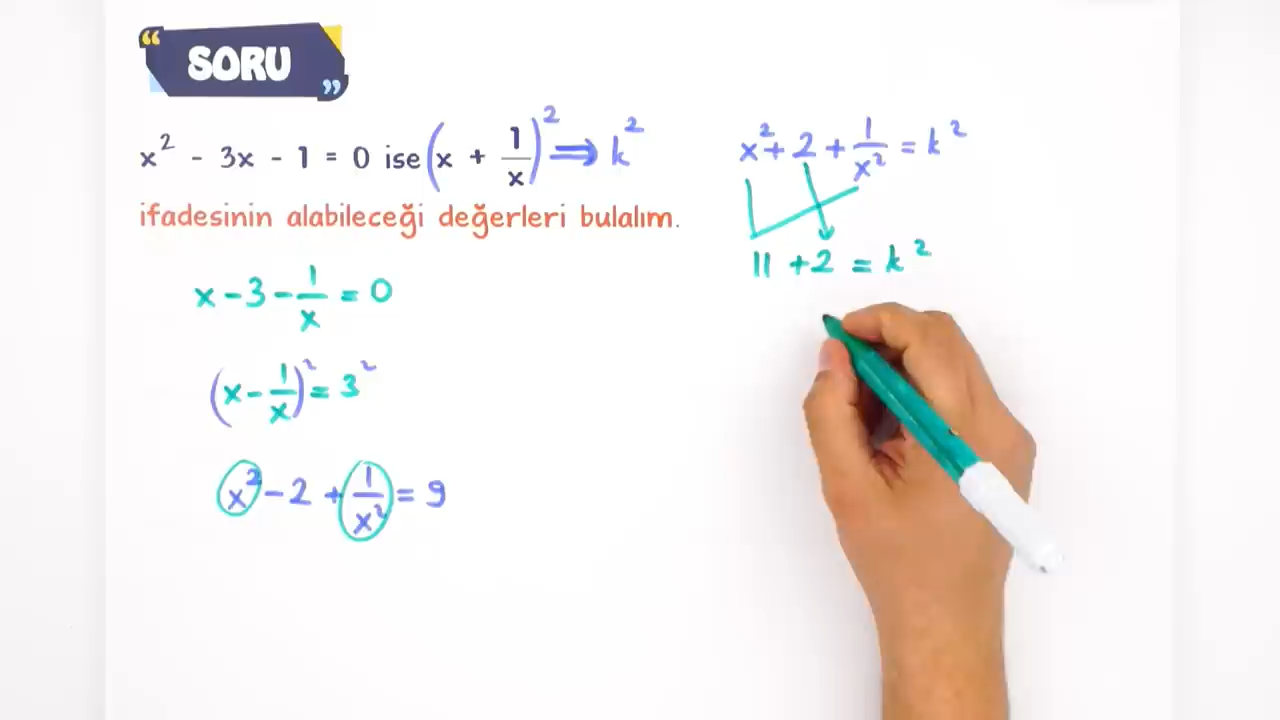 “ SORU ”
x² - 3x - 1 = 0 ise (x + 1/x)² ⇒ k²
ifadesinin alabileceği değerleri bulalım.
x - 3 - 1/x = 0
(x - 1/x)² = 3²
x² - 2 + 1/x² = 9
x² + 2 + 1/x² = k²
11 + 2 = k²